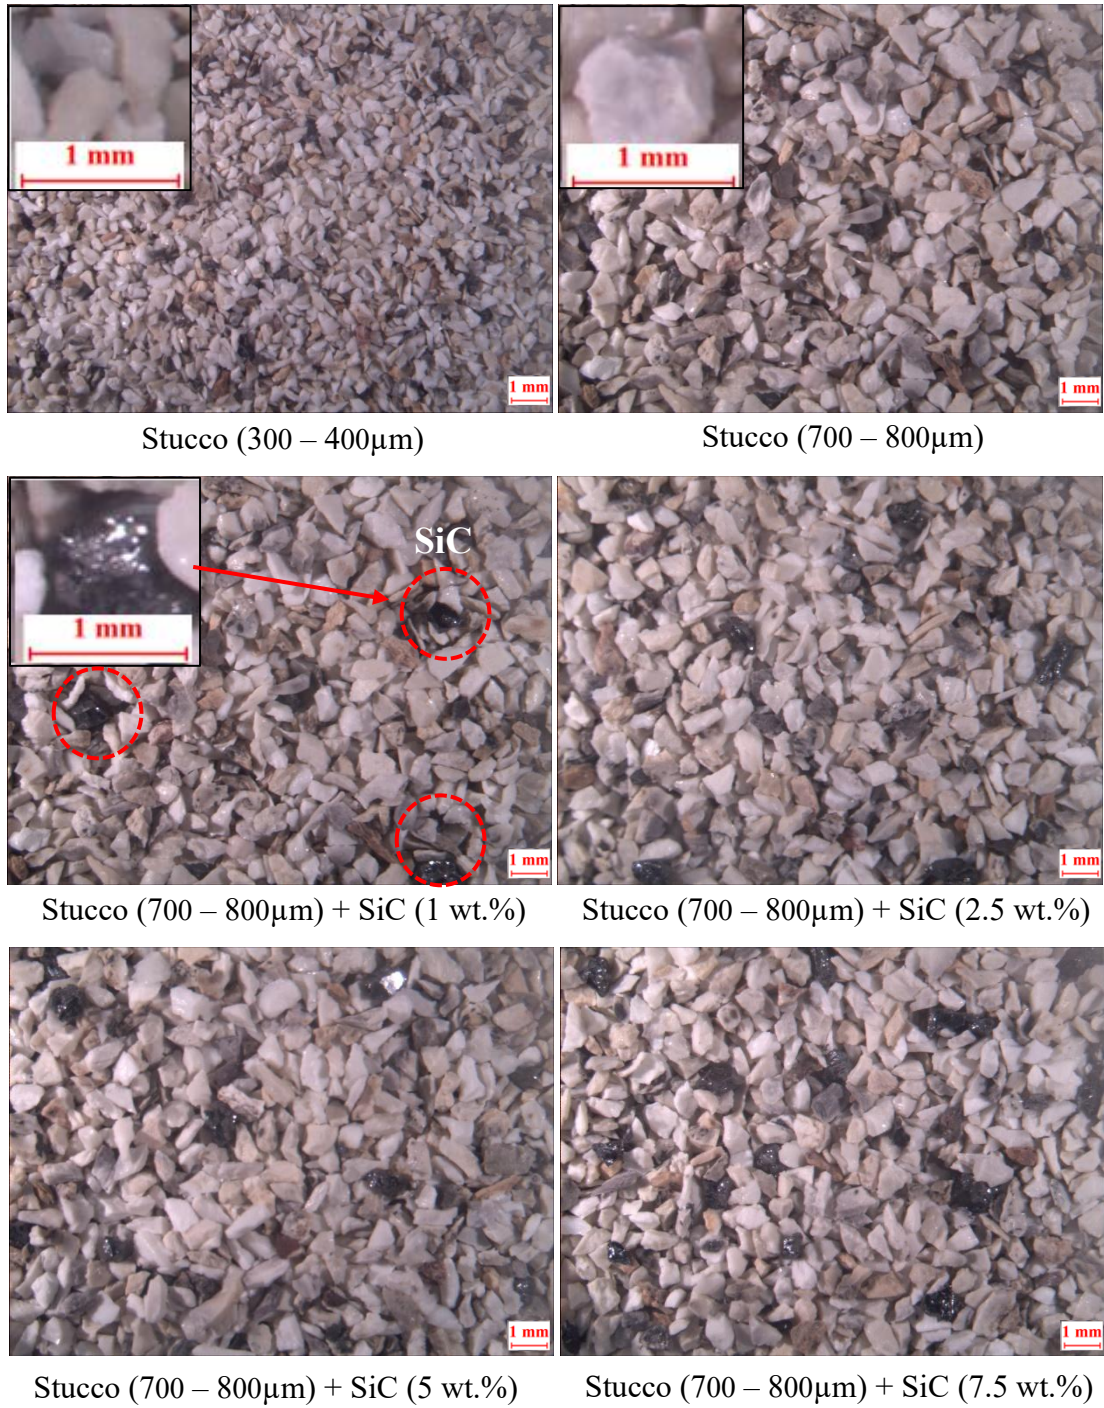 1 mm
1 mm
1 mm
1 mm
Stucco (300 – 400µm)
Stucco (700 – 800µm)
SiC
1 mm
1 mm
1 mm
Stucco (700 – 800µm) + SiC (1 wt.%)
Stucco (700 – 800µm) + SiC (2.5 wt.%)
1 mm
1 mm
Stucco (700 – 800µm) + SiC (5 wt.%)
Stucco (700 – 800µm) + SiC (7.5 wt.%)